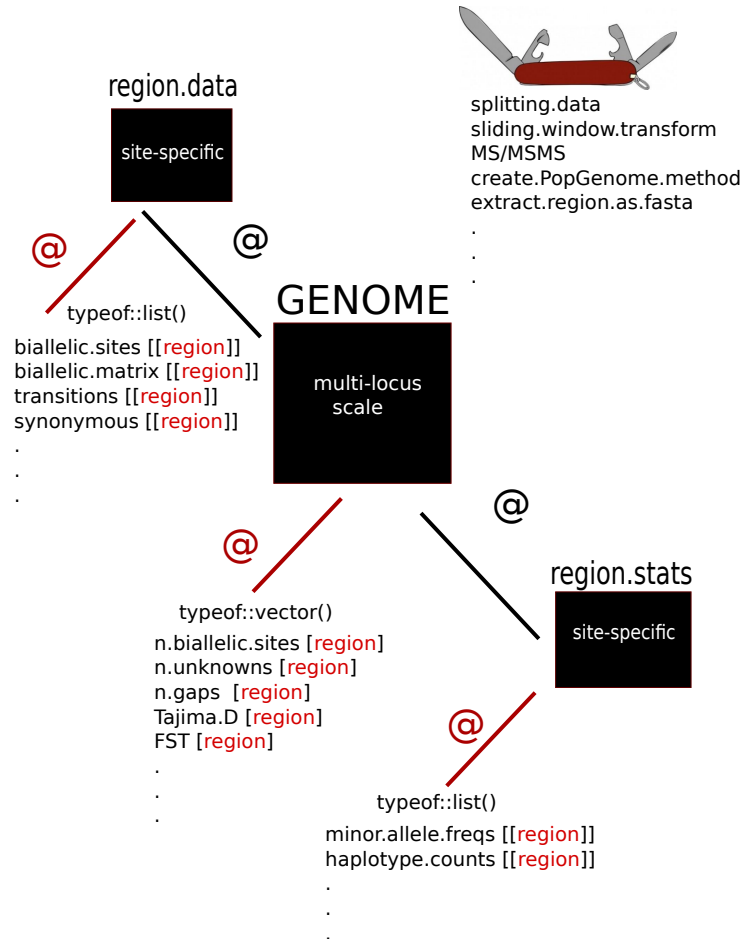 region.data
site-specific
splitting.data
sliding.window.transform
MS/MSMS
create.PopGenome.method
extract.region.as.fasta
.
.
.
@
@
typeof::list()
biallelic.sites [[region]]
biallelic.matrix [[region]]
transitions [[region]]
synonymous [[region]]
.
.
.
GENOME
multi-locus
scale
@
@
typeof::vector()
n.biallelic.sites [region]
n.unknowns [region]
n.gaps [region]
Tajima.D [region]
FST [region]
.
.
.
region.stats
site-specific
@
typeof::list()
minor.allele.freqs [[region]]
haplotype.counts [[region]]
.
.
.